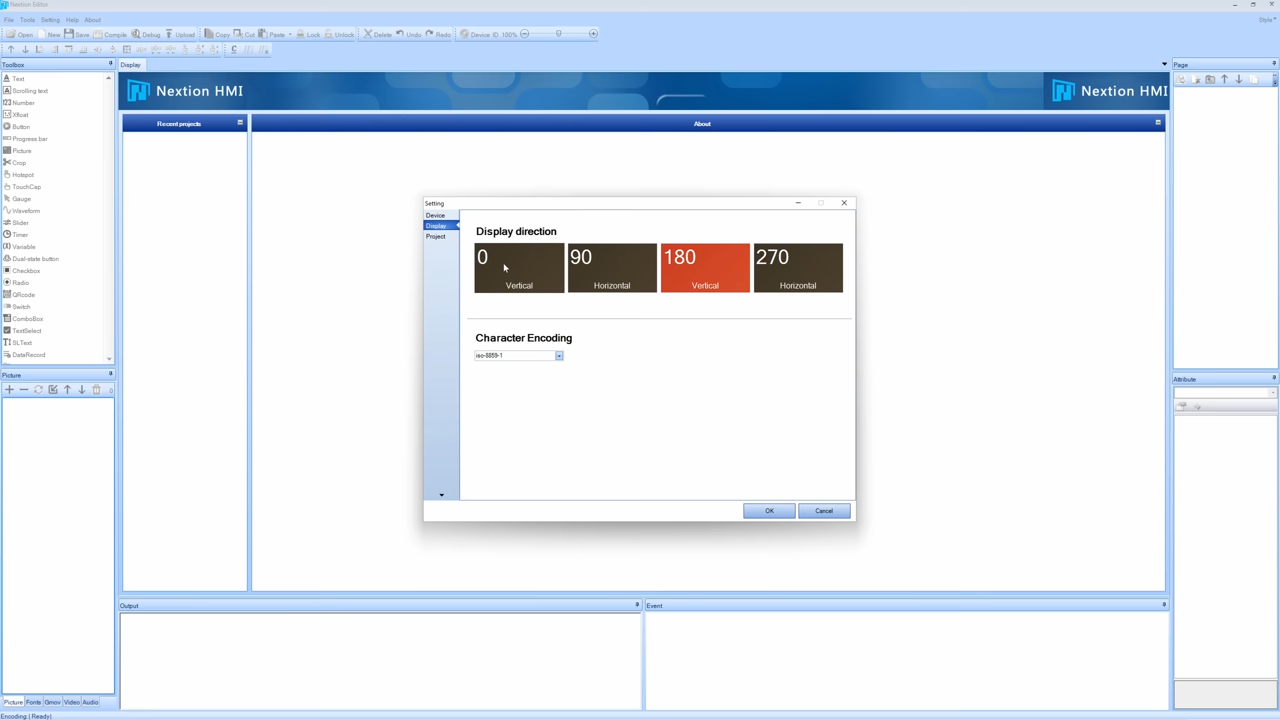 Nextion Editor
File Tools Setting Help About
Style
Open New Save Compile Debug Upload Copy Cut Paste Lock Unlock Delete Undo Redo Device ID 100%
Toolbox
Display
Page
Text
Scrolling text
Number
Xfloat
Button
Progress bar
Picture
Crop
Hotspot
TouchCap
Gauge
Waveform
Slider
Timer
Variable
Dual-state button
Checkbox
Radio
QRcode
Switch
ComboBox
TextSelect
SLText
DataRecord
Nextion HMI
Nextion HMI
Recent projects
About
Setting
Device
Display
Project
Display direction
0
90
180
270
Vertical
Horizontal
Vertical
Horizontal
Character Encoding
iso-8859-1
OK
Cancel
Picture
0
Attribute
Output
Event
Picture Fonts Gmov Video Audio
Encoding | Ready|